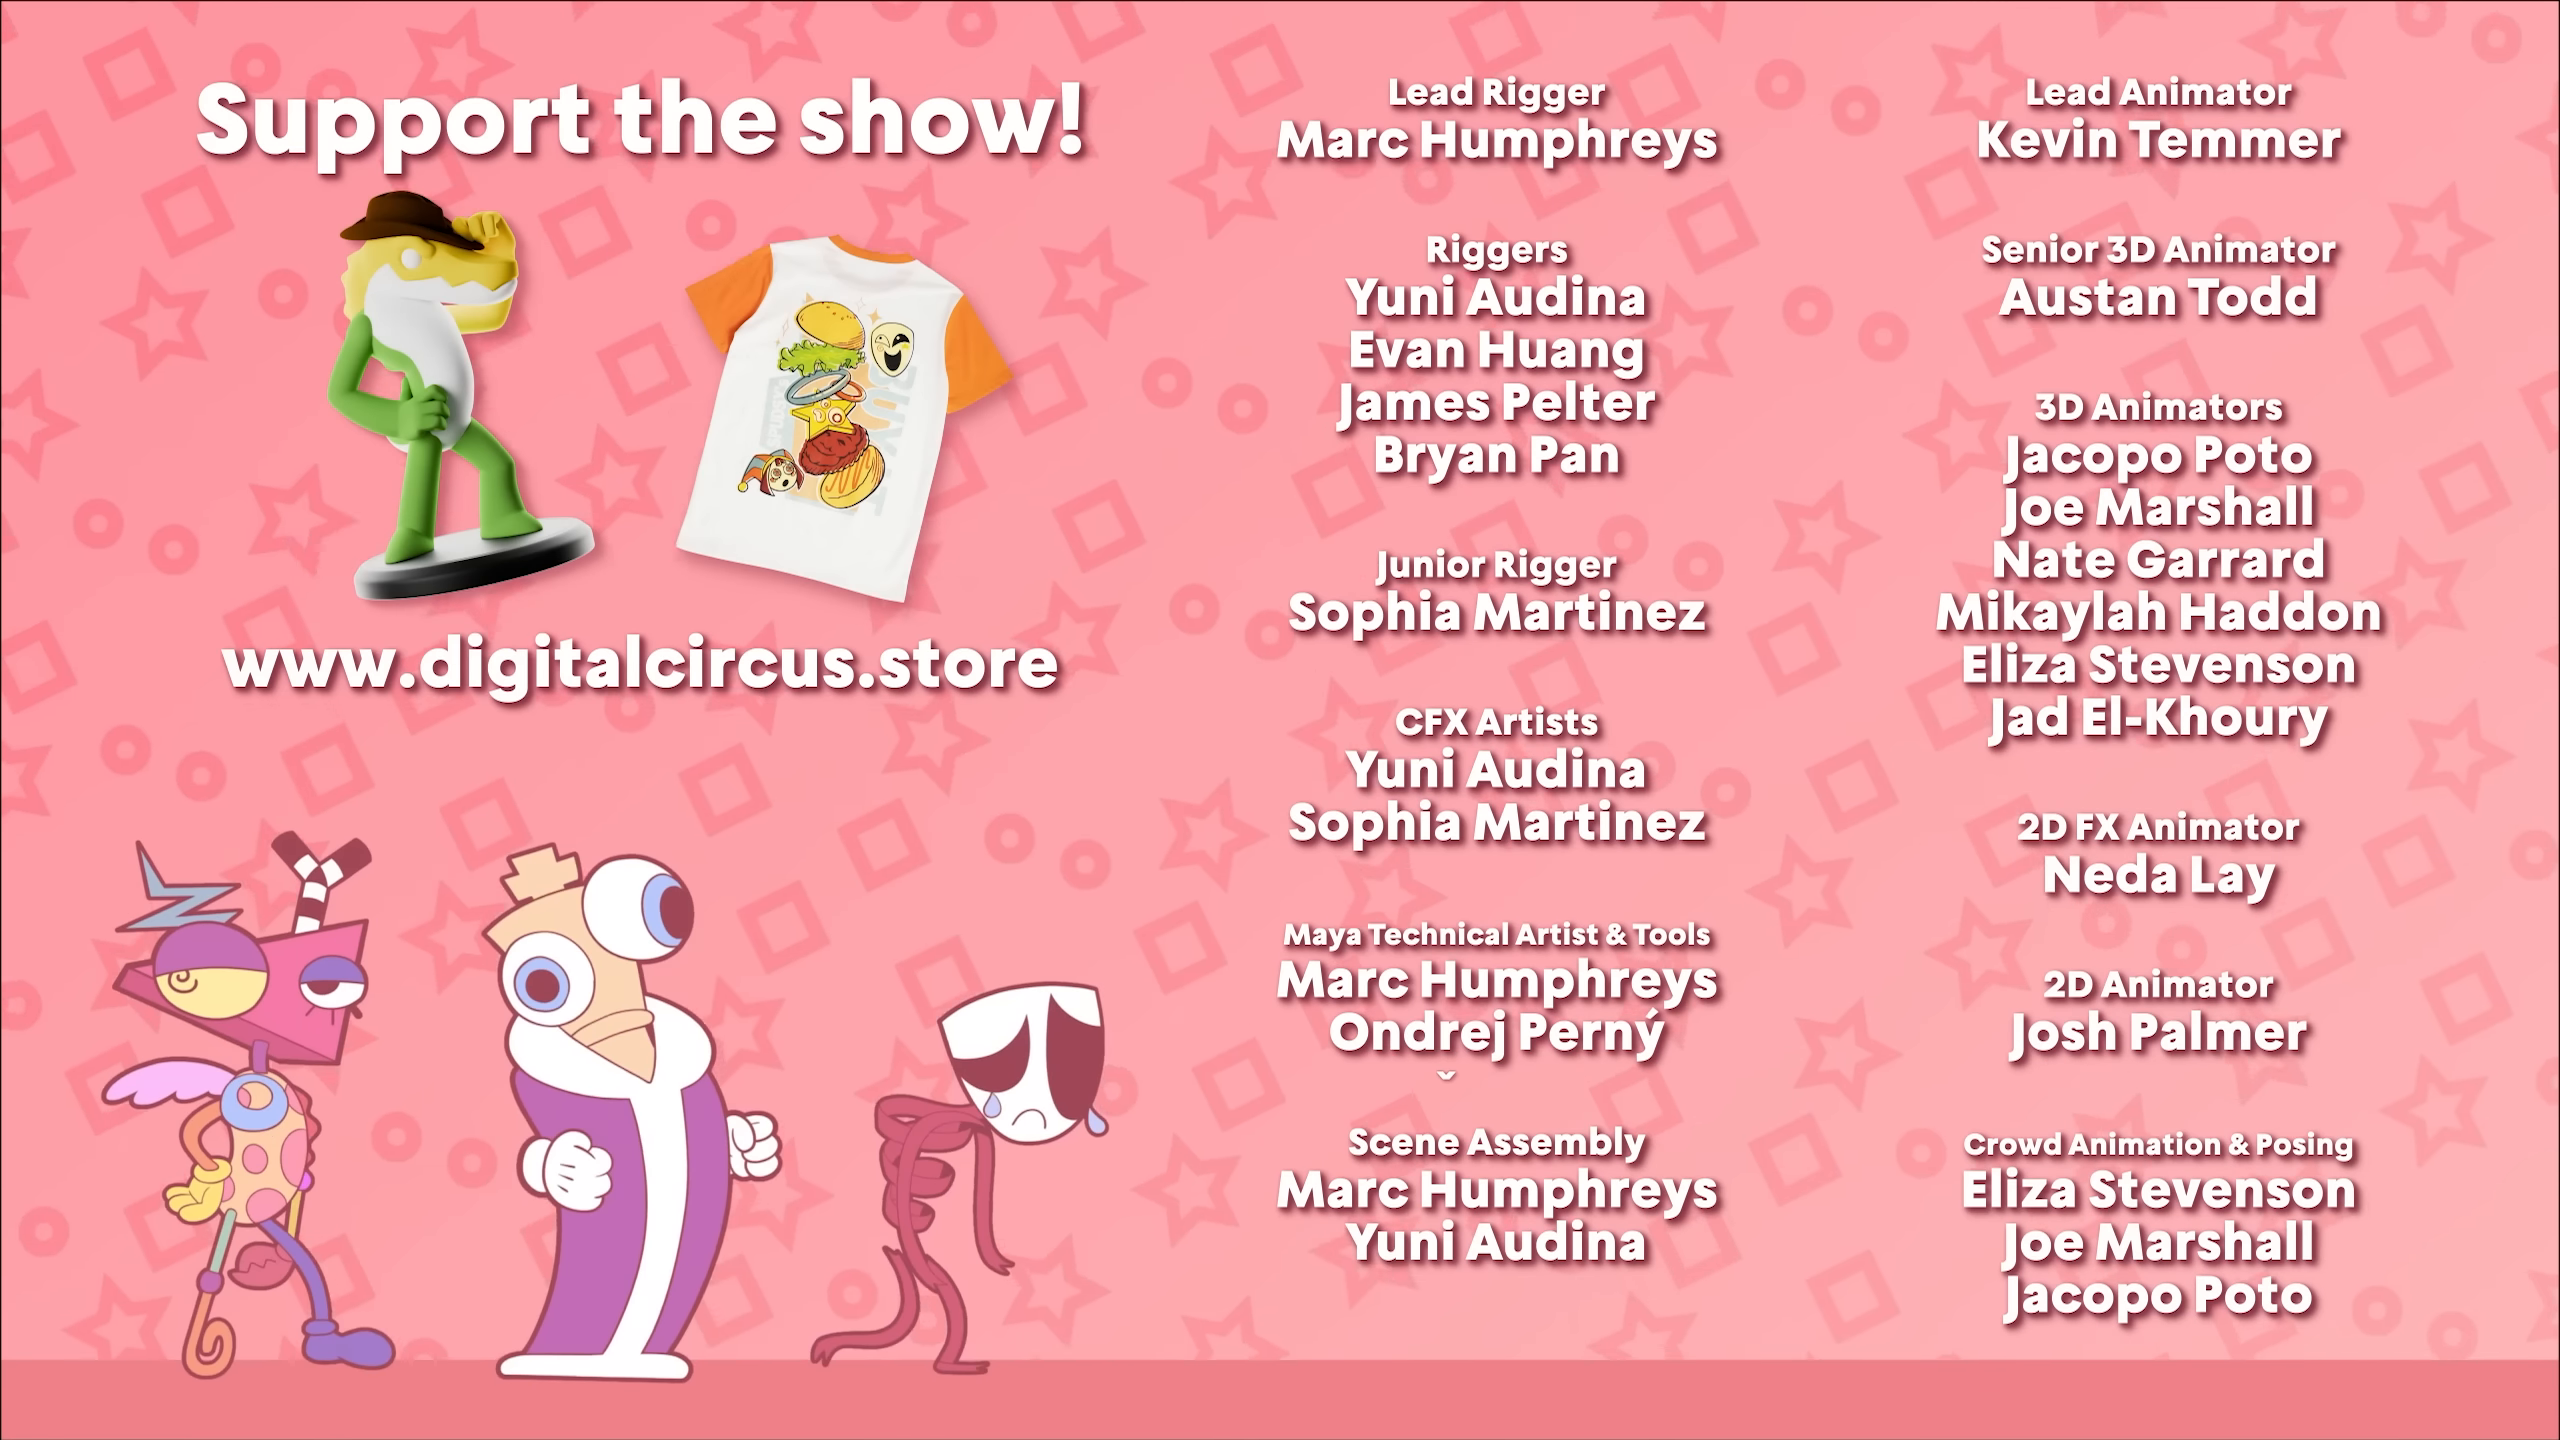 Support the show!
www.digitalcircus.store
Lead Rigger
Marc Humphreys
Riggers
Yuni Audina
Evan Huang
James Pelter
Bryan Pan
Junior Rigger
Sophia Martinez
CFX Artists
Yuni Audina
Sophia Martinez
Maya Technical Artist & Tools
Marc Humphreys
Ondrej Perný
Scene Assembly
Marc Humphreys
Yuni Audina
Lead Animator
Kevin Temmer
Senior 3D Animator
Austan Todd
3D Animators
Jacopo Poto
Joe Marshall
Nate Garrard
Mikaylah Haddon
Eliza Stevenson
Jad El-Khoury
2D FX Animator
Neda Lay
2D Animator
Josh Palmer
Crowd Animation & Posing
Eliza Stevenson
Joe Marshall
Jacopo Poto